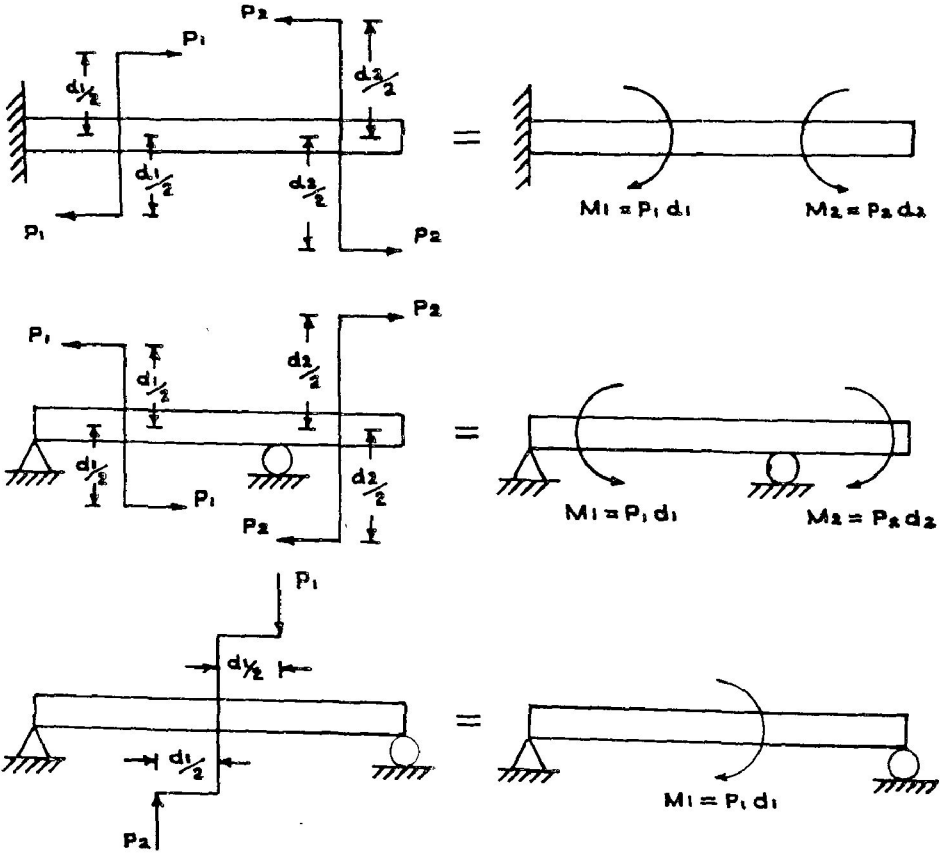 P2
P1
d1/2
d2/2
=
d1/2
d2/2
M1 = P1 d1
M2 = P2 d2
P1
P2
P2
P1
d1/2
d2/2
=
d1/2
d2/2
P1
P2
M1 = P1 d1
M2 = P2 d2
P1
d1/2
=
d1/2
M1 = P1 d1
P2